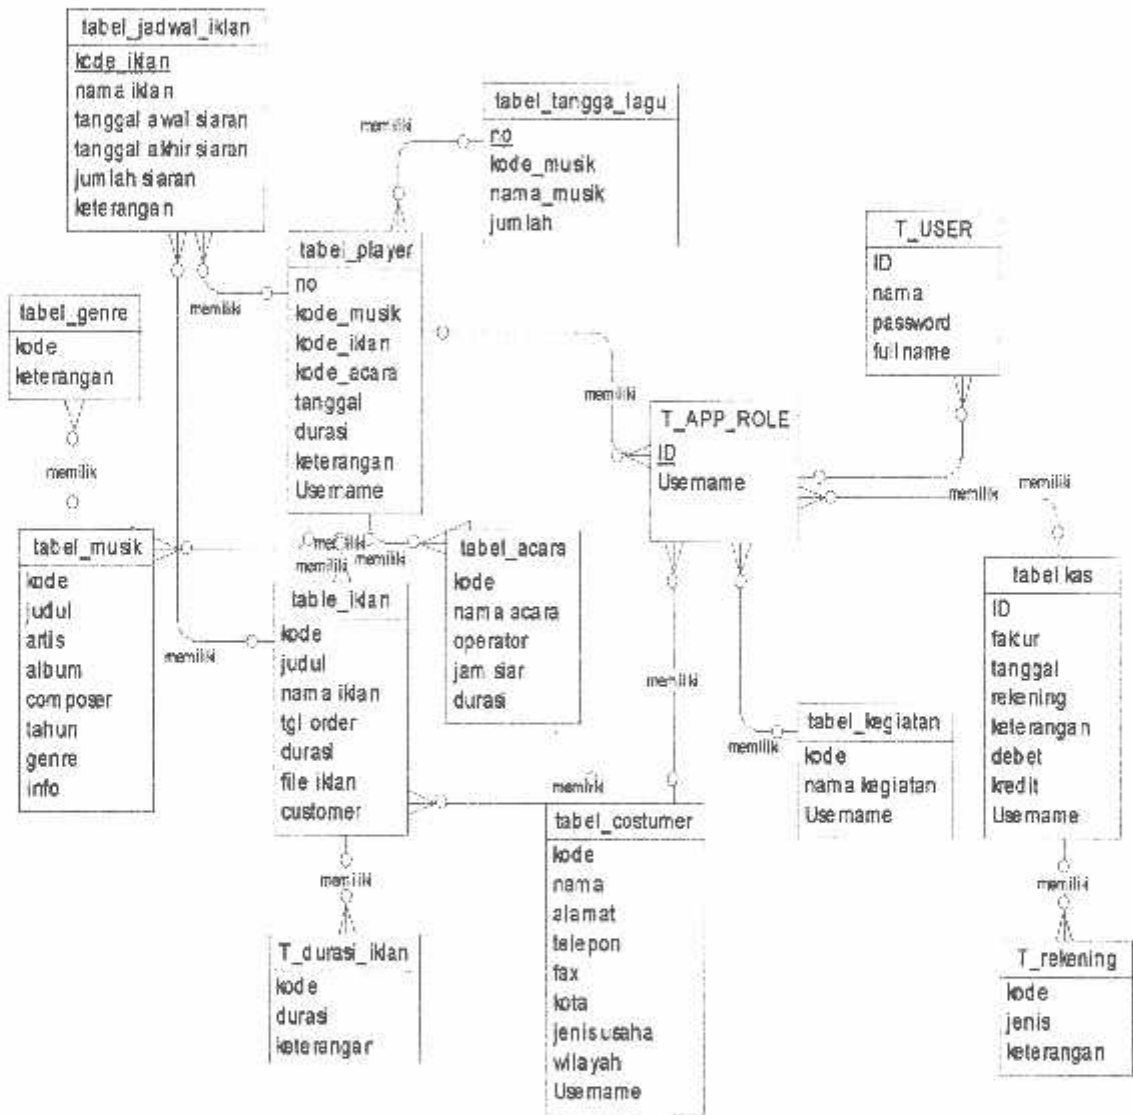 tabel_jadwal_iklan
kode_iklan
nama iklan
tanggal awal siaran
tanggal akhir siaran
jumlah siaran
keterangan
tabel_tangga_lagu
no
kode_musik
nama_musik
jumlah
memiliki
tabel_player
no
kode_musik
kode_iklan
kode_acara
tanggal
durasi
keterangan
Username
memiliki
T_USER
ID
nama
password
full name
tabel_genre
kode
keterangan
memilik
memiliki
T_APP_ROLE
ID
Username
memilik
memiliki
tabel_musik
kode
judul
artis
album
composer
tahun
genre
info
memiliki
memiliki
memiliki
tabel_acara
kode
nama acara
operator
jam siar
durasi
table_iklan
kode
judul
nama iklan
tgl order
durasi
file iklan
customer
memiliki
memiliki
tabel kas
ID
faktur
tanggal
rekening
keterangan
debet
kredit
Username
tabel_kegiatan
kode
nama kegiatan
Username
memilik
memiliki
tabel_costumer
kode
nama
alamat
telepon
fax
kota
jenis usaha
wilayah
Username
memiliki
T_durasi_iklan
kode
durasi
keterangan
memiliki
T_rekening
kode
jenis
keterangan